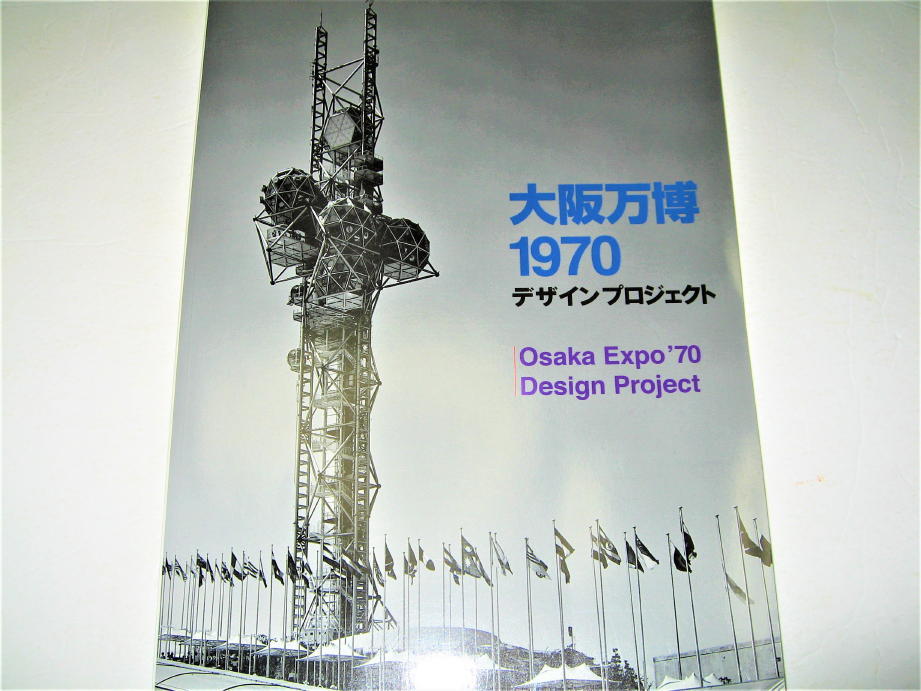 大阪万博
1970
デザインプロジェクト
Osaka Expo '70
Design Project